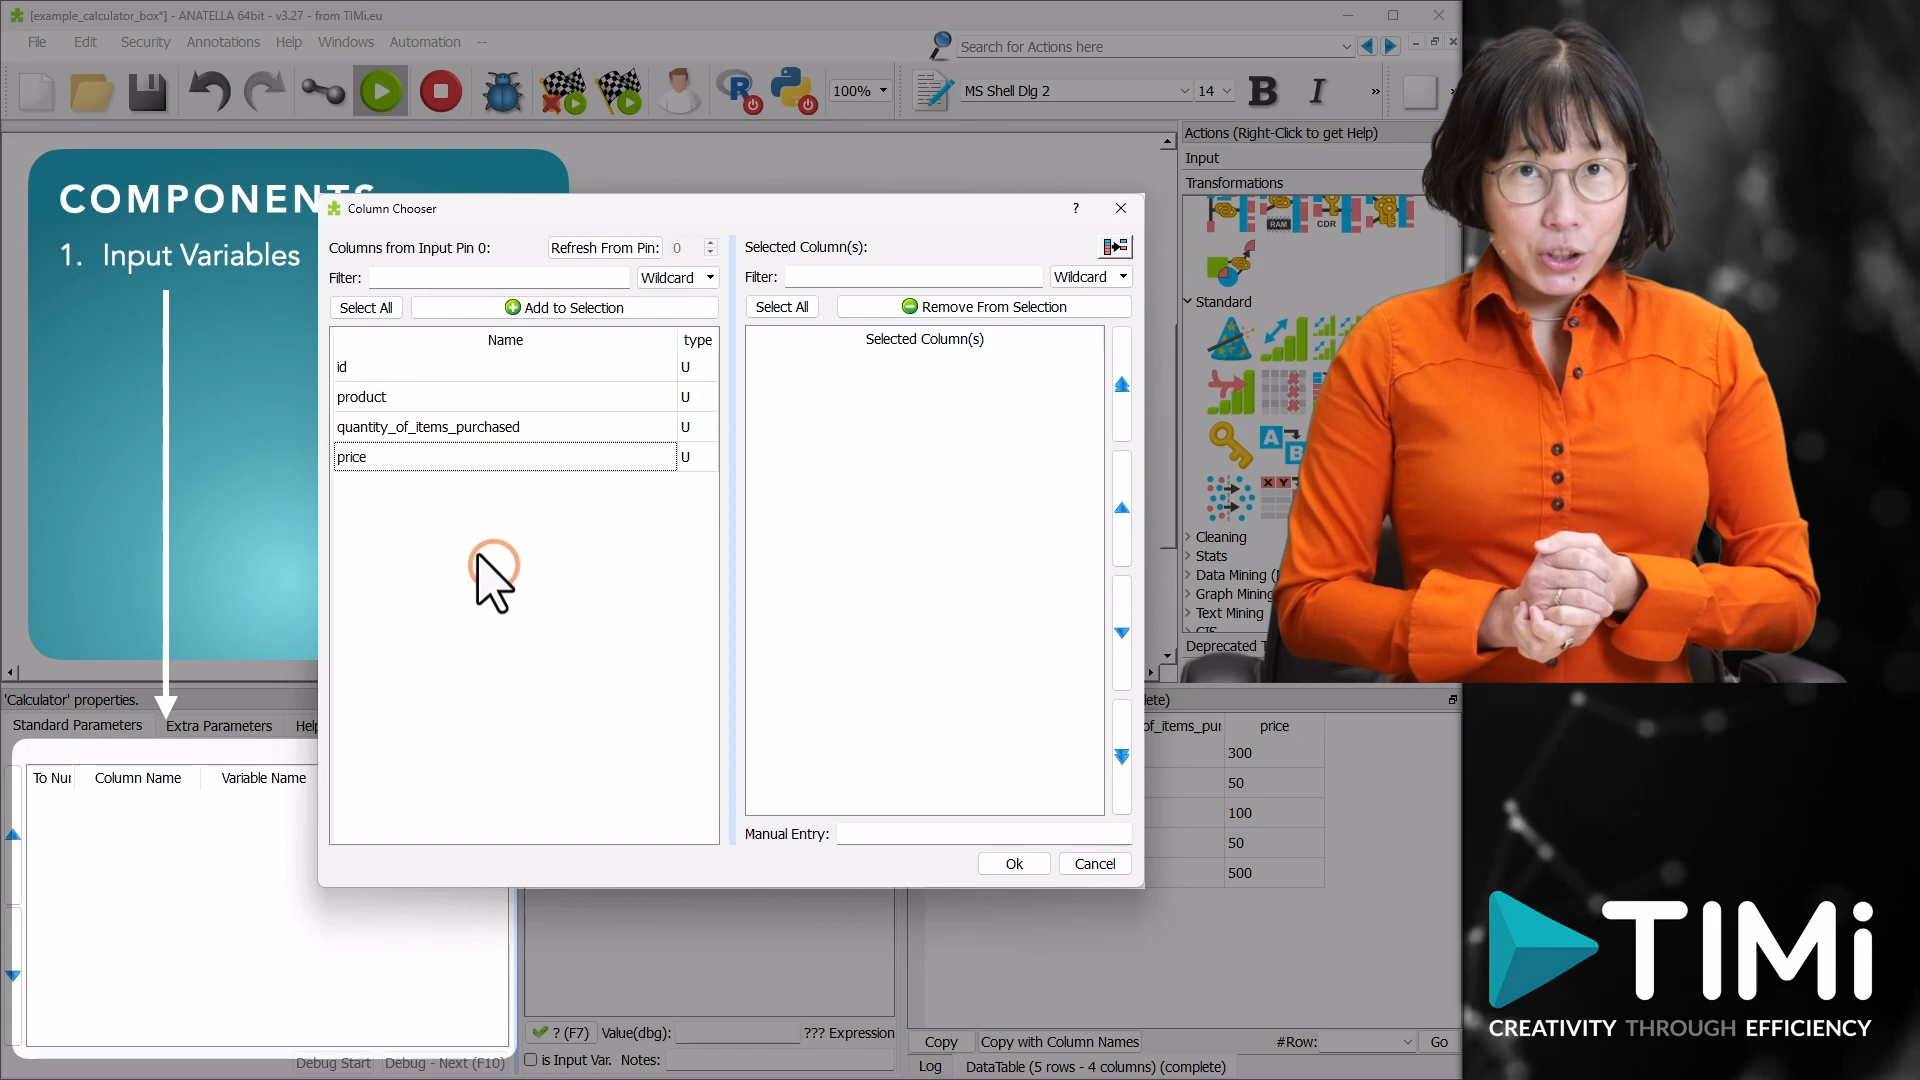 [example_calculator_box*] - ANATELLA 64bit - v3.27 - from TIMi.eu
File Edit Security Annotations Help Windows Automation --
Search for Actions here
100%
MS Shell Dlg 2
14
B I
»
Actions (Right-Click to get Help)
Input
Transformations
RAM
CDR
Standard
A
B
X Y
Cleaning
Stats
Data Mining (
Graph Mining
Text Mining
Deprecated T
COMPONENTS
1. Input Variables
Column Chooser
?
Columns from Input Pin 0:
Refresh From Pin: 0
Filter:
Wildcard
Select All
Add to Selection
Name type
id U
product U
quantity_of_items_purchased U
price U
Selected Column(s):
Filter:
Wildcard
Select All
Remove From Selection
Selected Column(s)
Manual Entry:
Ok
Cancel
'Calculator' properties.
Standard Parameters
Extra Parameters
Help
To Nur
Column Name
Variable Name
Debug Start
Debug - Next (F10)
? (F7)
Value(dbg):
??? Expression
is Input Var.
Notes:
lete)
of_items_pur
price
300
50
100
50
500
Copy
Copy with Column Names
#Row:
Go
Log
DataTable (5 rows - 4 columns) (complete)
TIMi
CREATIVITY THROUGH EFFICIENCY